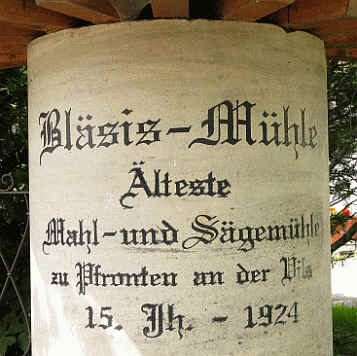 Bläsis-Mühle
Älteste
Mahl-und Sägemühle
zu Pfronten an der Vils
15. Jh. - 1924